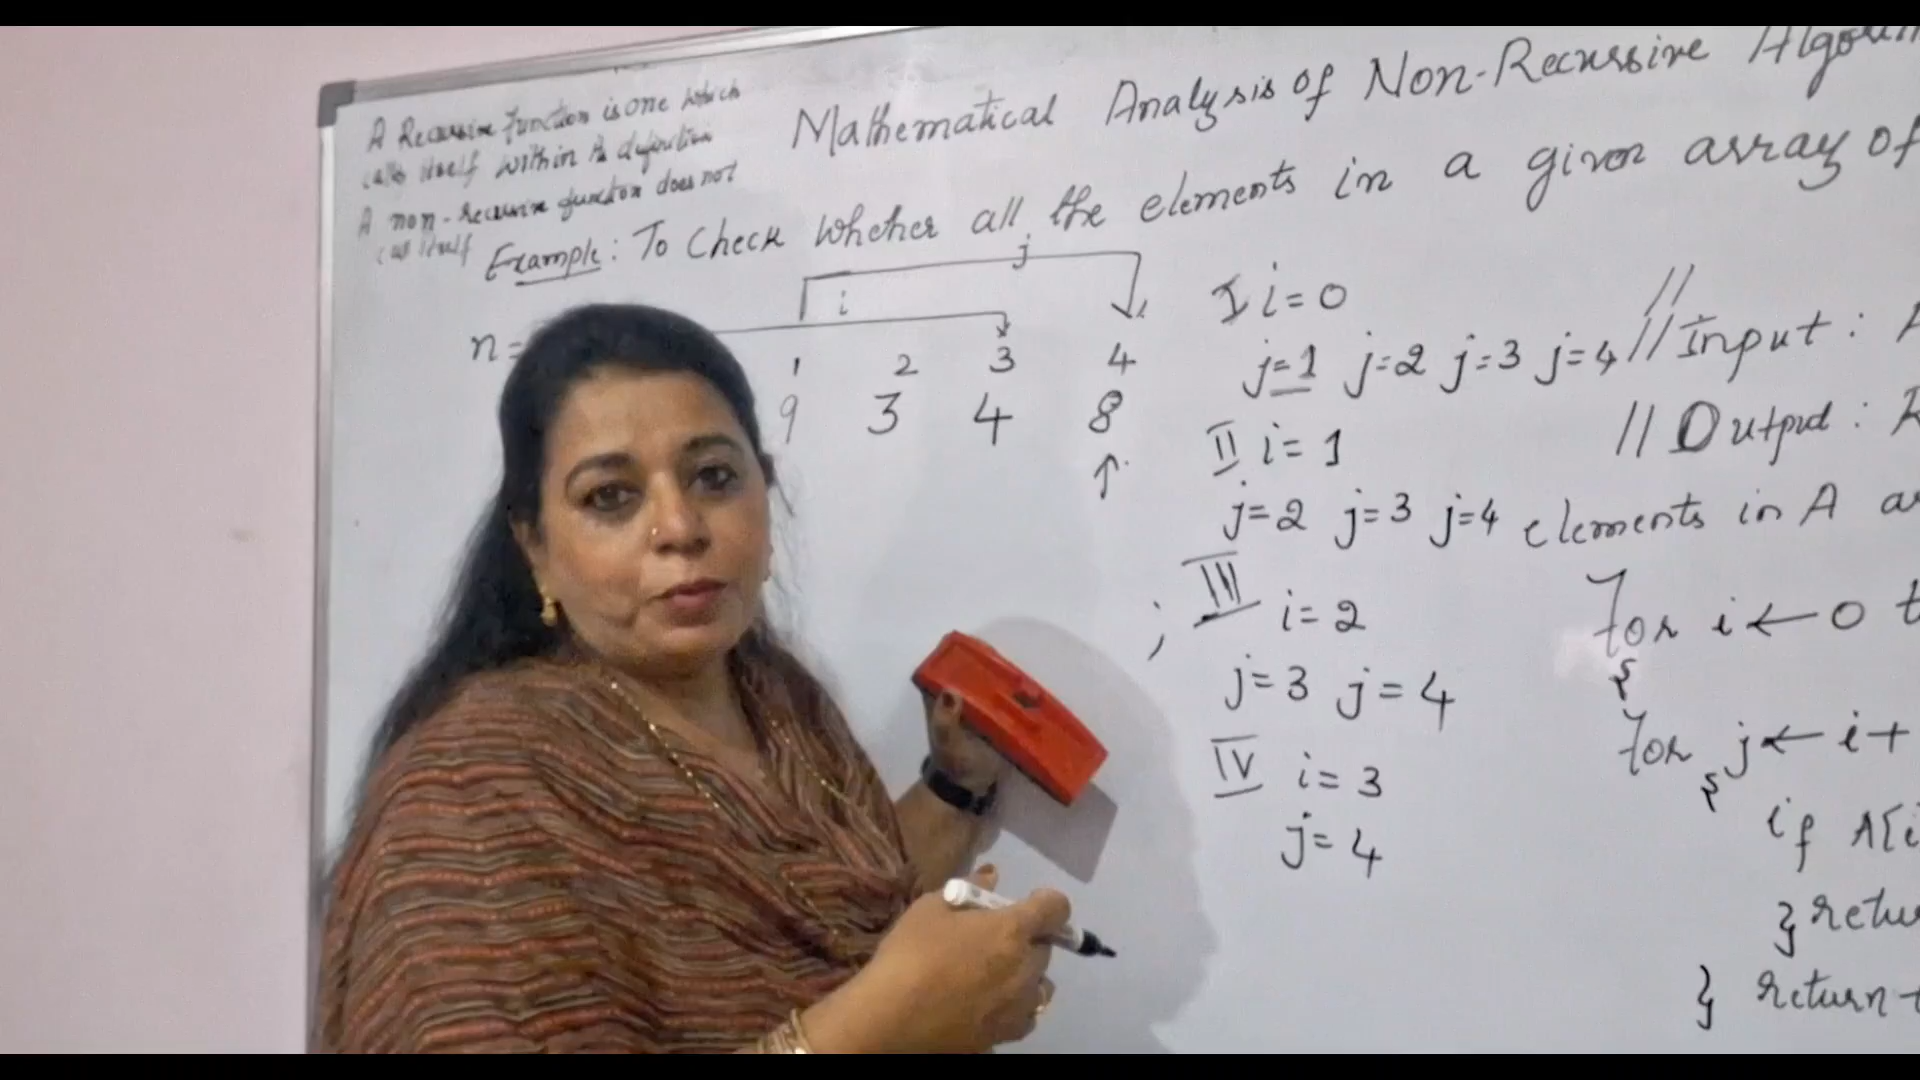 A Recursive function is one which
calls itself within its definition
A non-recursive function does not
call itself
Mathematical Analysis of Non-Recursive
Example: To Check Whether all the elements in a given array of
j
i
n=
1 2 3 4
9 3 4 8
↑
I i=0
j=1 j=2 j=3 j=4
II i=1
j=2 j=3 j=4
; III i=2
j=3 j=4
IV i=3
j=4
//
// Input :
// Output :
elements in A
For i ← 0
{
For j ← i+
{
if A[i
} 
} return